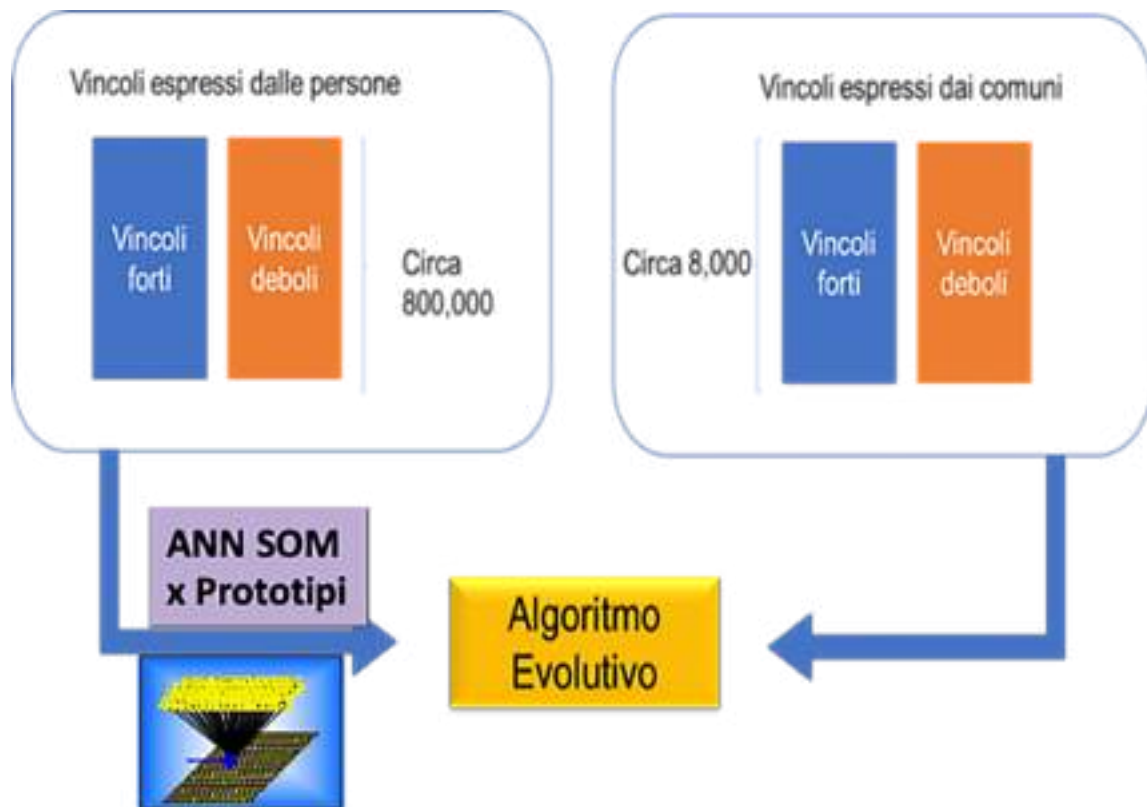 Vincoli espressi dalle persone
Vincoli
forti
Vincoli
deboli
Circa
800,000
Vincoli espressi dai comuni
Circa 8,000
Vincoli
forti
Vincoli
deboli
ANN SOM
x Prototipi
Algoritmo
Evolutivo